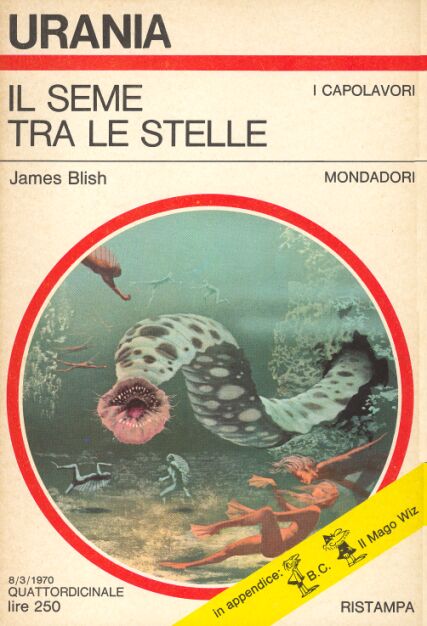 URANIA
IL SEME
TRA LE STELLE
I CAPOLAVORI
James Blish
MONDADORI
in appendice: B.C. Il Mago Wiz
8/3/1970
QUATTORDICINALE
lire 250
RISTAMPA